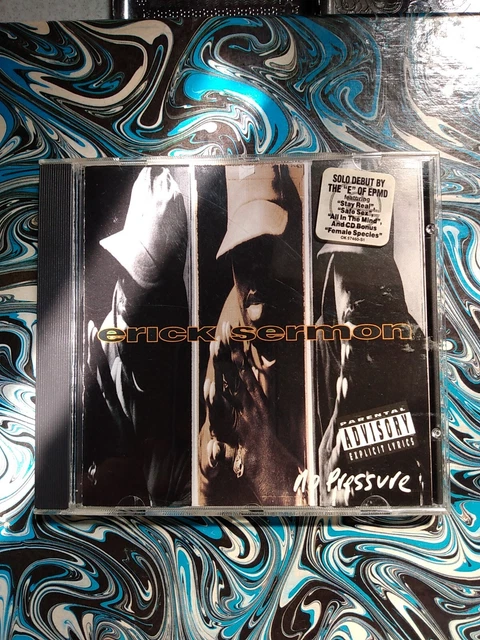 SOLO DEBUT BY
THE "E" OF EPMD
featuring
"Stay Real",
"Safe Sex",
"All In The Mind",
And CD Bonus
"Female Species"
erick sermon
PARENTAL
ADVISORY
EXPLICIT LYRICS
no Pressure